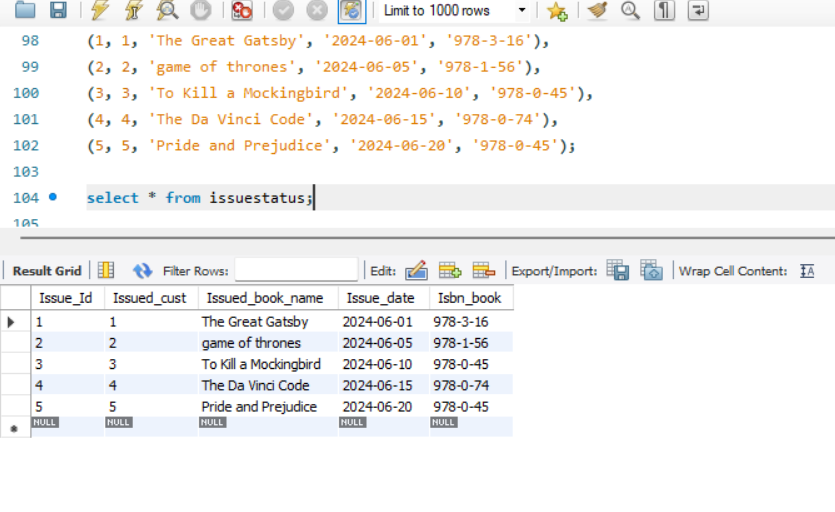 Limit to 1000 rows
98 (1, 1, 'The Great Gatsby', '2024-06-01', '978-3-16'),
99 (2, 2, 'game of thrones', '2024-06-05', '978-1-56'),
100 (3, 3, 'To Kill a Mockingbird', '2024-06-10', '978-0-45'),
101 (4, 4, 'The Da Vinci Code', '2024-06-15', '978-0-74'),
102 (5, 5, 'Pride and Prejudice', '2024-06-20', '978-0-45');
103
104 select * from issuestatus;
105
Result Grid Filter Rows: Edit: Export/Import: Wrap Cell Content: IA
Issue_Id Issued_cust Issued_book_name Issue_date Isbn_book
1 1 The Great Gatsby 2024-06-01 978-3-16
2 2 game of thrones 2024-06-05 978-1-56
3 3 To Kill a Mockingbird 2024-06-10 978-0-45
4 4 The Da Vinci Code 2024-06-15 978-0-74
5 5 Pride and Prejudice 2024-06-20 978-0-45
NULL NULL NULL NULL NULL